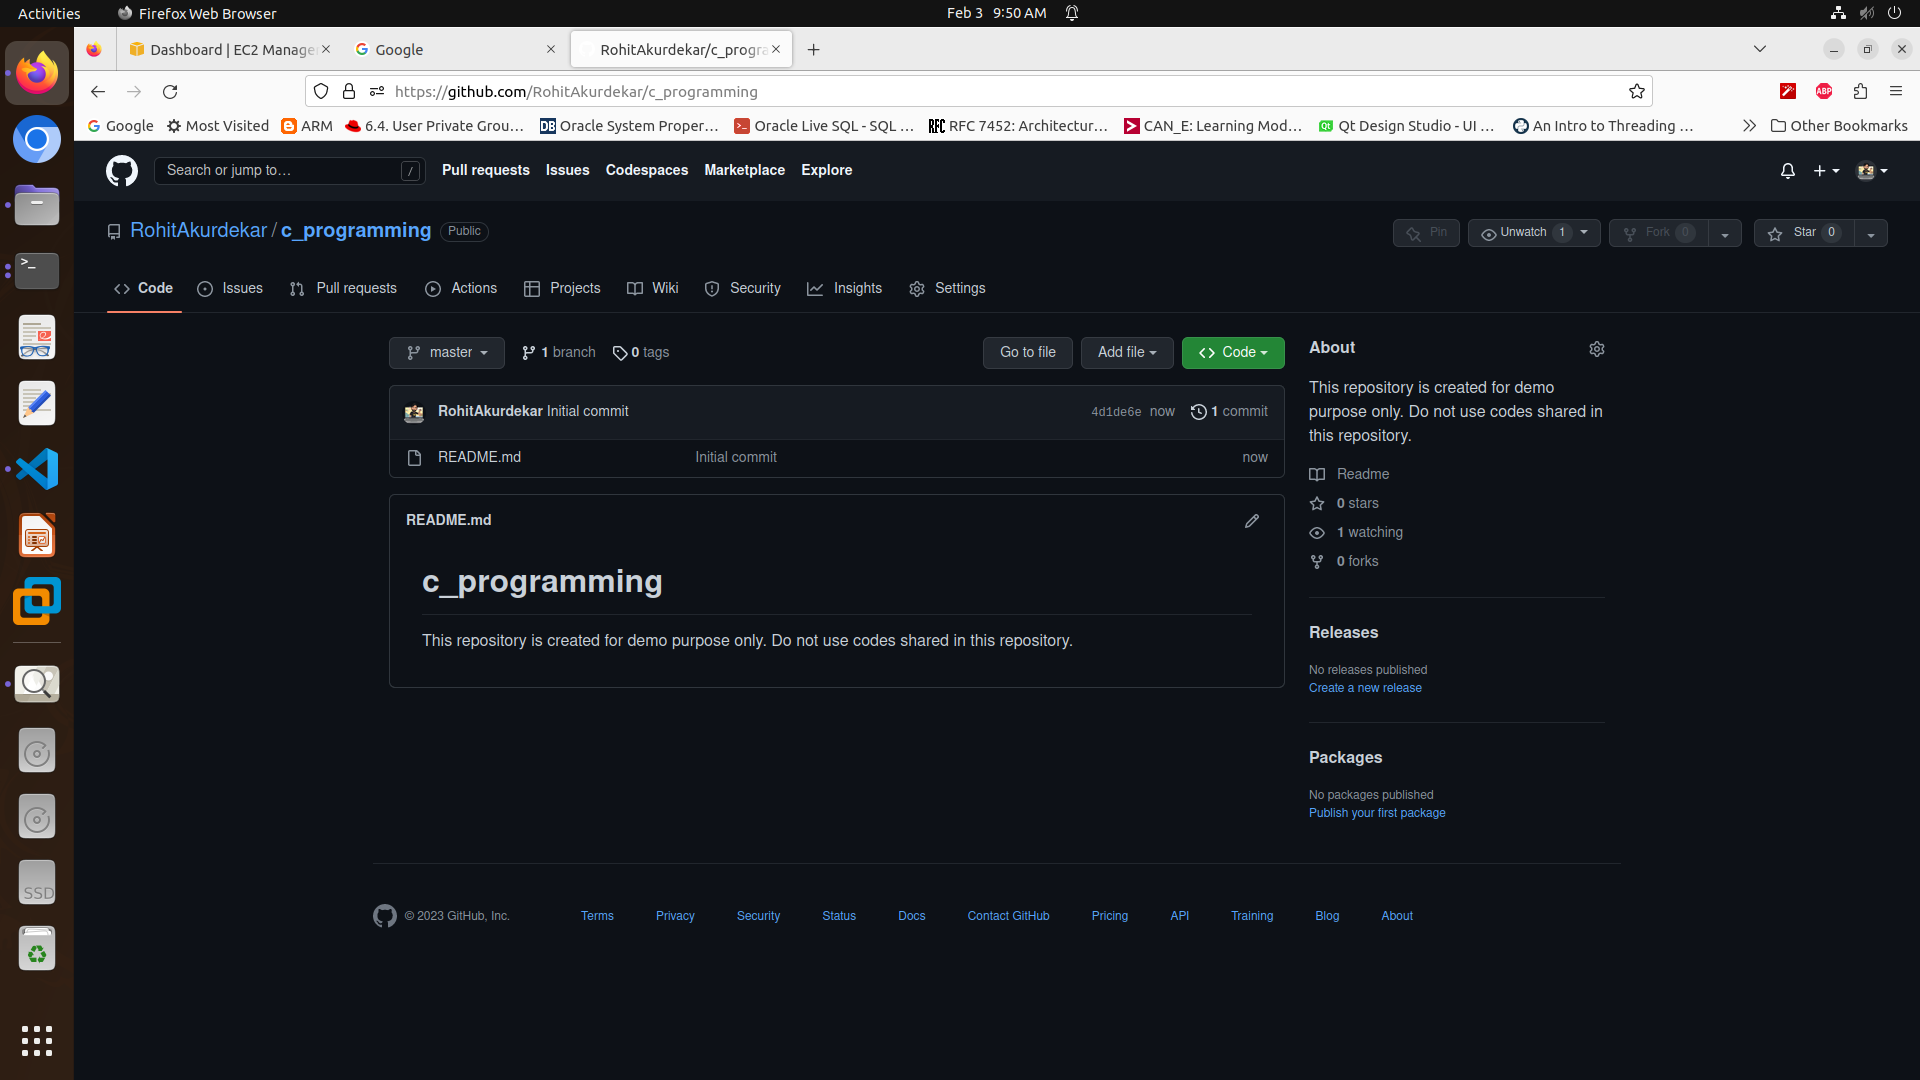 Activities Firefox Web Browser Feb 3 9:50 AM
Dashboard | EC2 Manage Google RohitAkurdekar/c_progra
https://github.com/RohitAkurdekar/c_programming ABP
Google Most Visited ARM 6.4. User Private Grou… DB Oracle System Proper… Oracle Live SQL - SQL … RFC RFC 7452: Architectur… CAN_E: Learning Mod… Qt Qt Design Studio - UI … An Intro to Threading … Other Bookmarks
Search or jump to… / Pull requests Issues Codespaces Marketplace Explore
RohitAkurdekar / c_programming Public Pin Unwatch 1 Fork 0 Star 0
Code Issues Pull requests Actions Projects Wiki Security Insights Settings
master 1 branch 0 tags Go to file Add file Code
RohitAkurdekar Initial commit 4d1de6e now 1 commit
README.md Initial commit now
README.md
c_programming
This repository is created for demo purpose only. Do not use codes shared in this repository.
About
This repository is created for demo
purpose only. Do not use codes shared in
this repository.
Readme
0 stars
1 watching
0 forks
Releases
No releases published
Create a new release
Packages
No packages published
Publish your first package
SSD
© 2023 GitHub, Inc. Terms Privacy Security Status Docs Contact GitHub Pricing API Training Blog About